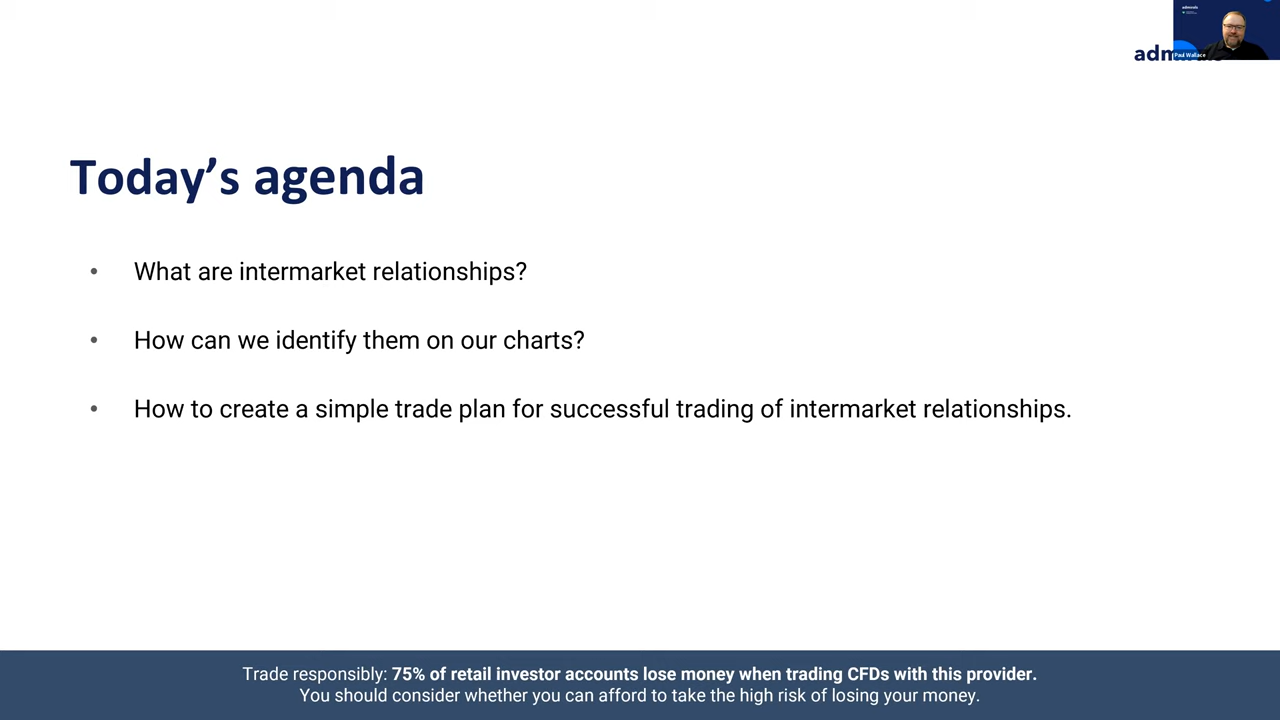 admirals
Paul Wallace
Today’s agenda
• What are intermarket relationships?
• How can we identify them on our charts?
• How to create a simple trade plan for successful trading of intermarket relationships.
Trade responsibly: 75% of retail investor accounts lose money when trading CFDs with this provider.
You should consider whether you can afford to take the high risk of losing your money.